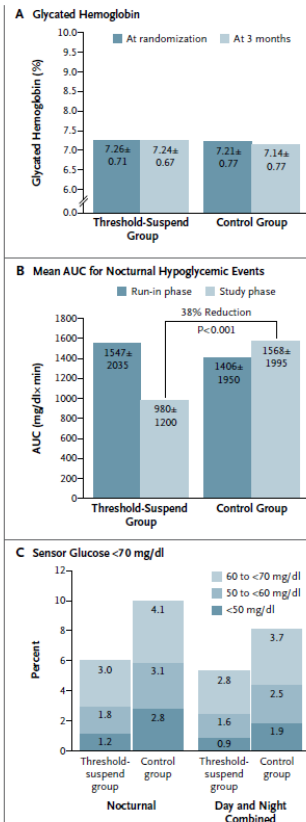 A Glycated Hemoglobin
At randomization At 3 months
Glycated Hemoglobin (%)
10.0
9.5
9.0
8.5
8.0
7.5
7.0
6.5
6.0
0.0
7.26±
0.71
7.24±
0.67
7.21±
0.77
7.14±
0.77
Threshold-Suspend
Group
Control Group
B Mean AUC for Nocturnal Hypoglycemic Events
Run-in phase Study phase
38% Reduction
P<0.001
AUC (mg/dl× min)
1800
1600
1400
1200
1000
800
600
400
200
0
1547±
2035
980±
1200
1406±
1950
1568±
1995
Threshold-Suspend
Group
Control Group
C Sensor Glucose <70 mg/dl
60 to <70 mg/dl
50 to <60 mg/dl
<50 mg/dl
Percent
12
10
8
6
4
2
0
3.0
1.8
1.2
4.1
3.1
2.8
2.8
1.6
0.9
3.7
2.5
1.9
Threshold-
suspend
group
Control
group
Threshold-
suspend
group
Control
group
Nocturnal
Day and Night
Combined